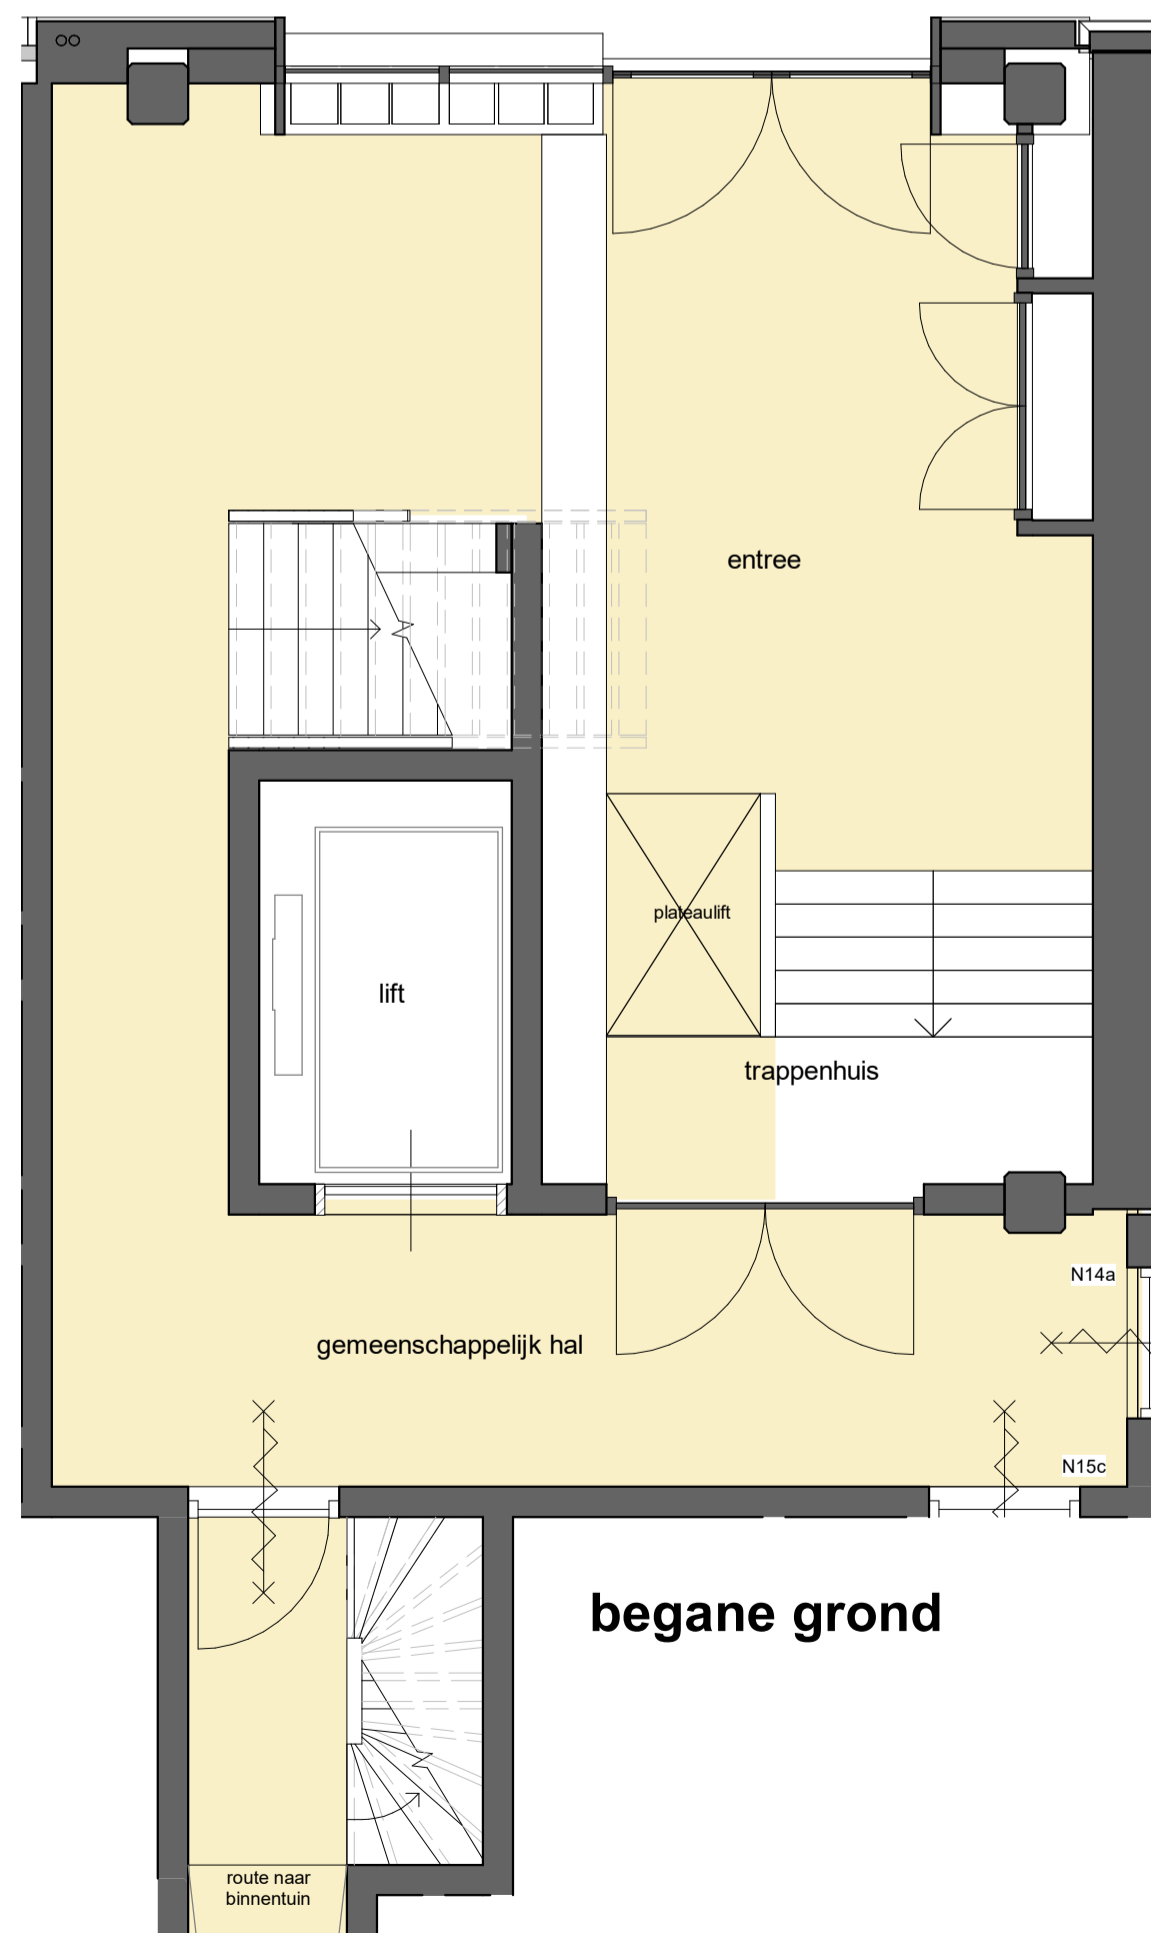 entree
plateaulift
lift
trappenhuis
N14a
gemeenschappelijk hal
N15c
begane grond
route naar
binnentuin